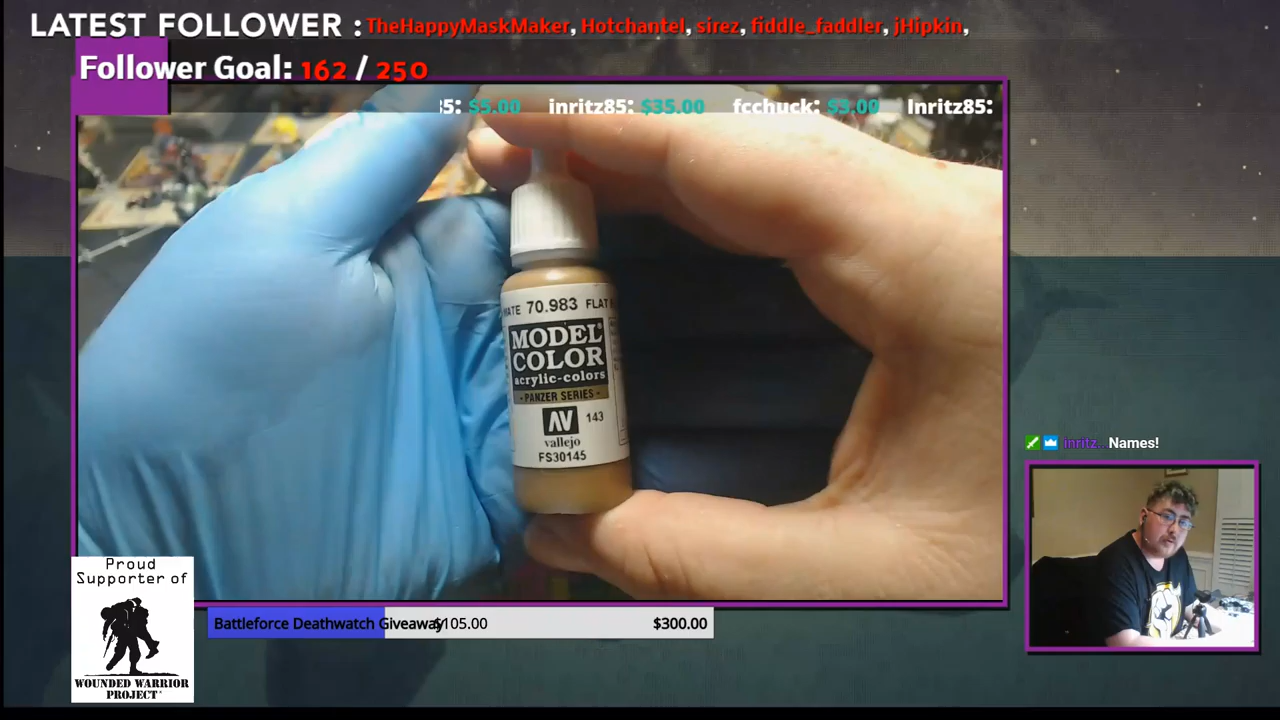 LATEST FOLLOWER : TheHappyMaskMaker, Hotchantel, sirez, fiddle_faddler, jHipkin,
Follower Goal: 162 / 250
5: $5.00 inritz85: $35.00 fcchuck: $3.00 Inritz85:
70.983 FLAT
MODEL
COLOR
acrylic-colors
- PANZER SERIES -
AV 143
vallejo
FS30145
inritz.. Names!
Proud
Supporter of
WOUNDED WARRIOR
PROJECT
Battleforce Deathwatch Giveaway $105.00 $300.00